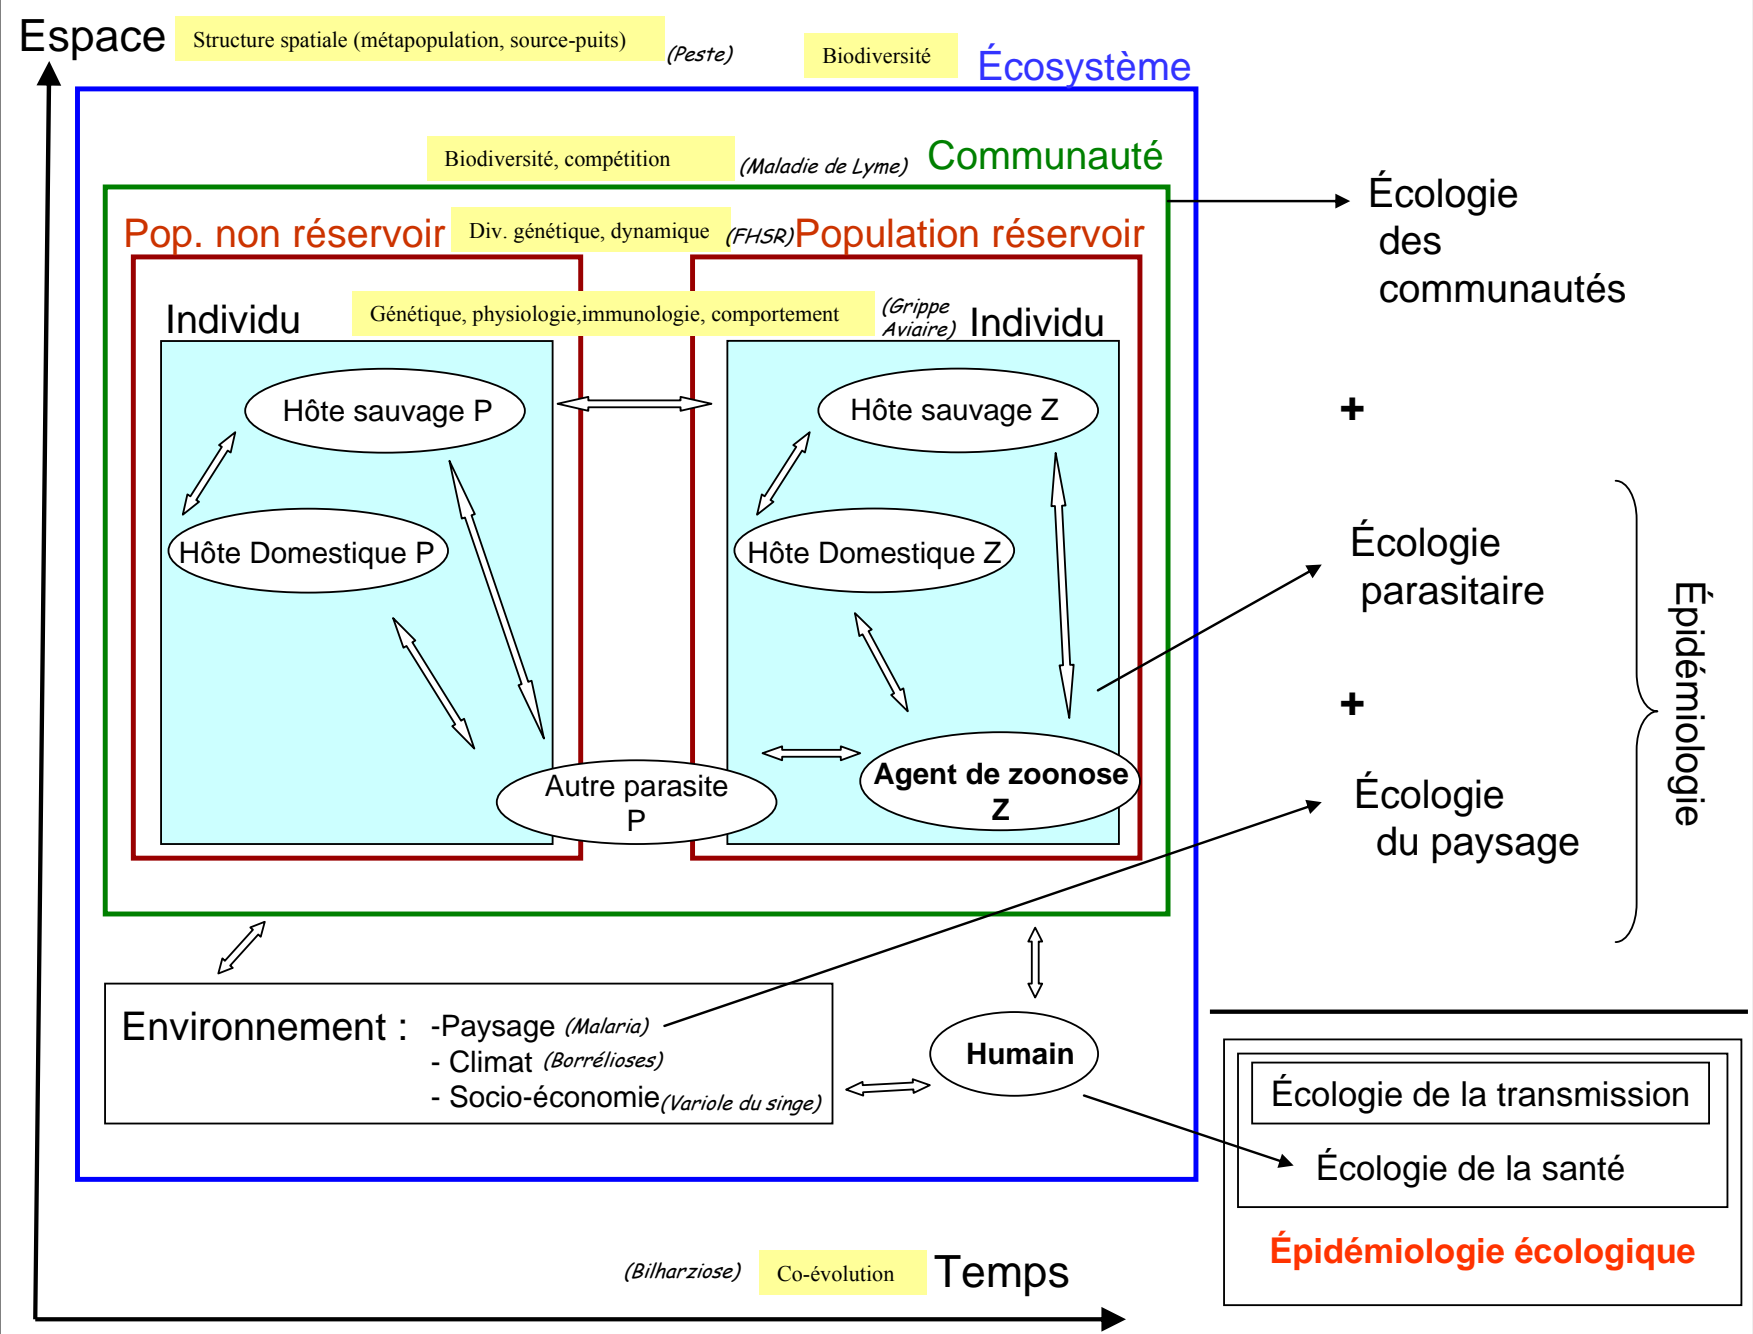 Espace
Structure spatiale (métapopulation, source-puits)
(Peste)
Biodiversité
Écosystème
Biodiversité, compétition
(Maladie de Lyme)
Communauté
Pop. non réservoir
Div. génétique, dynamique
(FHSR)
Population réservoir
Individu
Génétique, physiologie,immunologie, comportement
(Grippe
Aviaire)
Individu
Hôte sauvage P
Hôte sauvage Z
Hôte Domestique P
Hôte Domestique Z
Autre parasite
P
Agent de zoonose
Z
Environnement :
-Paysage (Malaria)
- Climat (Borrélioses)
- Socio-économie(Variole du singe)
Humain
(Bilharziose)
Co-évolution
Temps
Écologie
des
communautés
+
Écologie
parasitaire
+
Écologie
du paysage
Épidémiologie
Écologie de la transmission
Écologie de la santé
Épidémiologie écologique